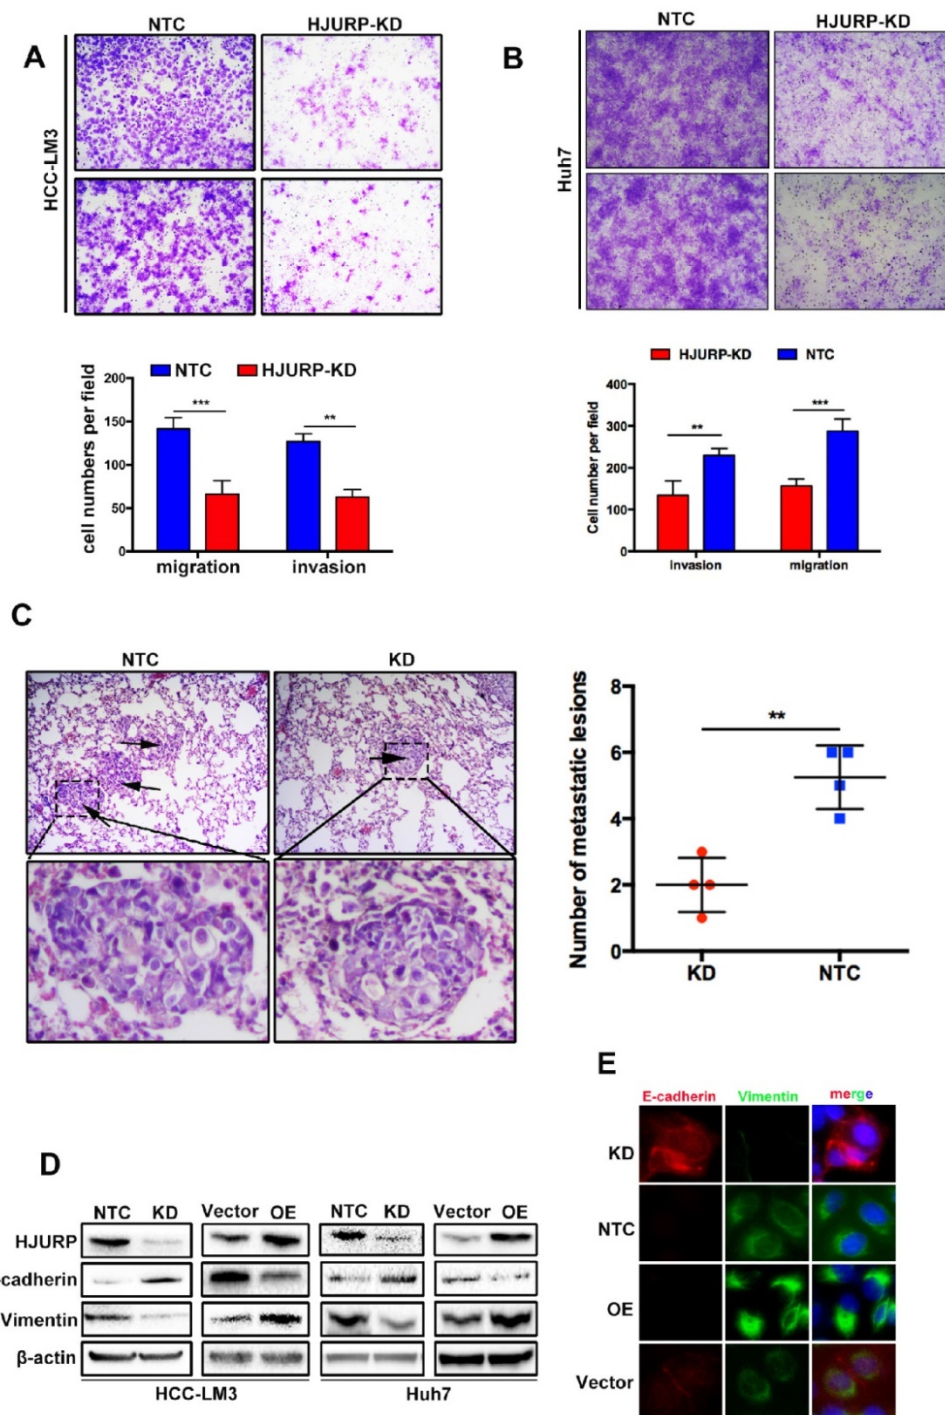 A
NTC HJURP-KD
HCC-LM3
NTC HJURP-KD
cell numbers per field
200
150
100
50
0
*** **
migration invasion
B
NTC HJURP-KD
Huh7
HJURP-KD NTC
Cell number per field
400
300
200
100
0
** ***
invasion migration
C
NTC KD
Number of metastatic lesions
8
6
4
2
0
**
KD NTC
D
NTC KD Vector OE NTC KD Vector OE
HJURP
-cadherin
Vimentin
β-actin
HCC-LM3 Huh7
E
E-cadherin Vimentin merge
KD
NTC
OE
Vector